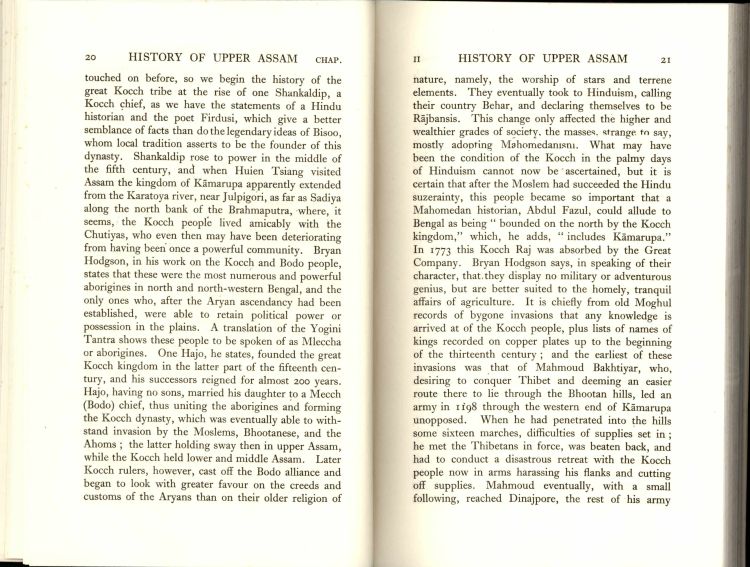 20 HISTORY OF UPPER ASSAM CHAP.
touched on before, so we begin the history of the
great Kocch tribe at the rise of one Shankaldip, a
Kocch chief, as we have the statements of a Hindu
historian and the poet Firdusi, which give a better
semblance of facts than do the legendary ideas of Bisoo,
whom local tradition asserts to be the founder of this
dynasty. Shankaldip rose to power in the middle of
the fifth century, and when Huien Tsiang visited
Assam the kingdom of Kāmarupa apparently extended
from the Karatoya river, near Julpigori, as far as Sadiya
along the north bank of the Brahmaputra, where, it
seems, the Kocch people lived amicably with the
Chutiyas, who even then may have been deteriorating
from having been once a powerful community. Bryan
Hodgson, in his work on the Kocch and Bodo people,
states that these were the most numerous and powerful
aborigines in north and north-western Bengal, and the
only ones who, after the Aryan ascendancy had been
established, were able to retain political power or
possession in the plains. A translation of the Yogini
Tantra shows these people to be spoken of as Mleccha
or aborigines. One Hajo, he states, founded the great
Kocch kingdom in the latter part of the fifteenth cen-
tury, and his successors reigned for almost 200 years.
Hajo, having no sons, married his daughter to a Mecch
(Bodo) chief, thus uniting the aborigines and forming
the Kocch dynasty, which was eventually able to with-
stand invasion by the Moslems, Bhootanese, and the
Ahoms ; the latter holding sway then in upper Assam,
while the Kocch held lower and middle Assam. Later
Kocch rulers, however, cast off the Bodo alliance and
began to look with greater favour on the creeds and
customs of the Aryans than on their older religion of
II HISTORY OF UPPER ASSAM 21
nature, namely, the worship of stars and terrene
elements. They eventually took to Hinduism, calling
their country Behar, and declaring themselves to be
Rājbansis. This change only affected the higher and
wealthier grades of society, the masses, strange to say,
mostly adopting Mahomedanism. What may have
been the condition of the Kocch in the palmy days
of Hinduism cannot now be ascertained, but it is
certain that after the Moslem had succeeded the Hindu
suzerainty, this people became so important that a
Mahomedan historian, Abdul Fazul, could allude to
Bengal as being “ bounded on the north by the Kocch
kingdom,” which, he adds, “ includes Kāmarupa.”
In 1773 this Kocch Raj was absorbed by the Great
Company. Bryan Hodgson says, in speaking of their
character, that they display no military or adventurous
genius, but are better suited to the homely, tranquil
affairs of agriculture. It is chiefly from old Moghul
records of bygone invasions that any knowledge is
arrived at of the Kocch people, plus lists of names of
kings recorded on copper plates up to the beginning
of the thirteenth century ; and the earliest of these
invasions was that of Mahmoud Bakhtiyar, who,
desiring to conquer Thibet and deeming an easier
route there to lie through the Bhootan hills, led an
army in 1198 through the western end of Kāmarupa
unopposed. When he had penetrated into the hills
some sixteen marches, difficulties of supplies set in ;
he met the Thibetans in force, was beaten back, and
had to conduct a disastrous retreat with the Kocch
people now in arms harassing his flanks and cutting
off supplies. Mahmoud eventually, with a small
following, reached Dinajpore, the rest of his army